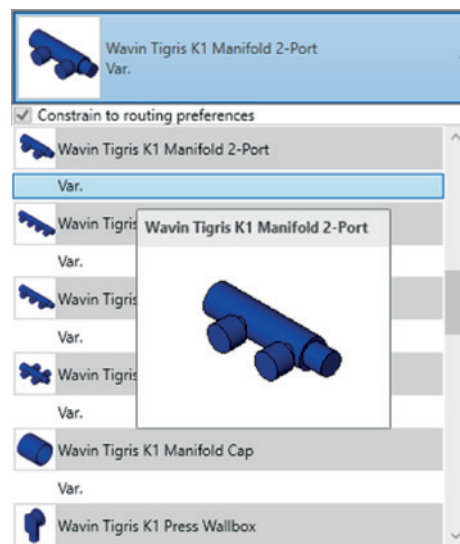 Wavin Tigris K1 Manifold 2-Port
Var.
Constrain to routing preferences
Wavin Tigris K1 Manifold 2-Port
Var.
Wavin Tigris
Wavin Tigris K1 Manifold 2-Port
Var.
Wavin Tigris
Var.
Wavin Tigris
Var.
Wavin Tigris K1 Manifold Cap
Var.
Wavin Tigris K1 Press Wallbox